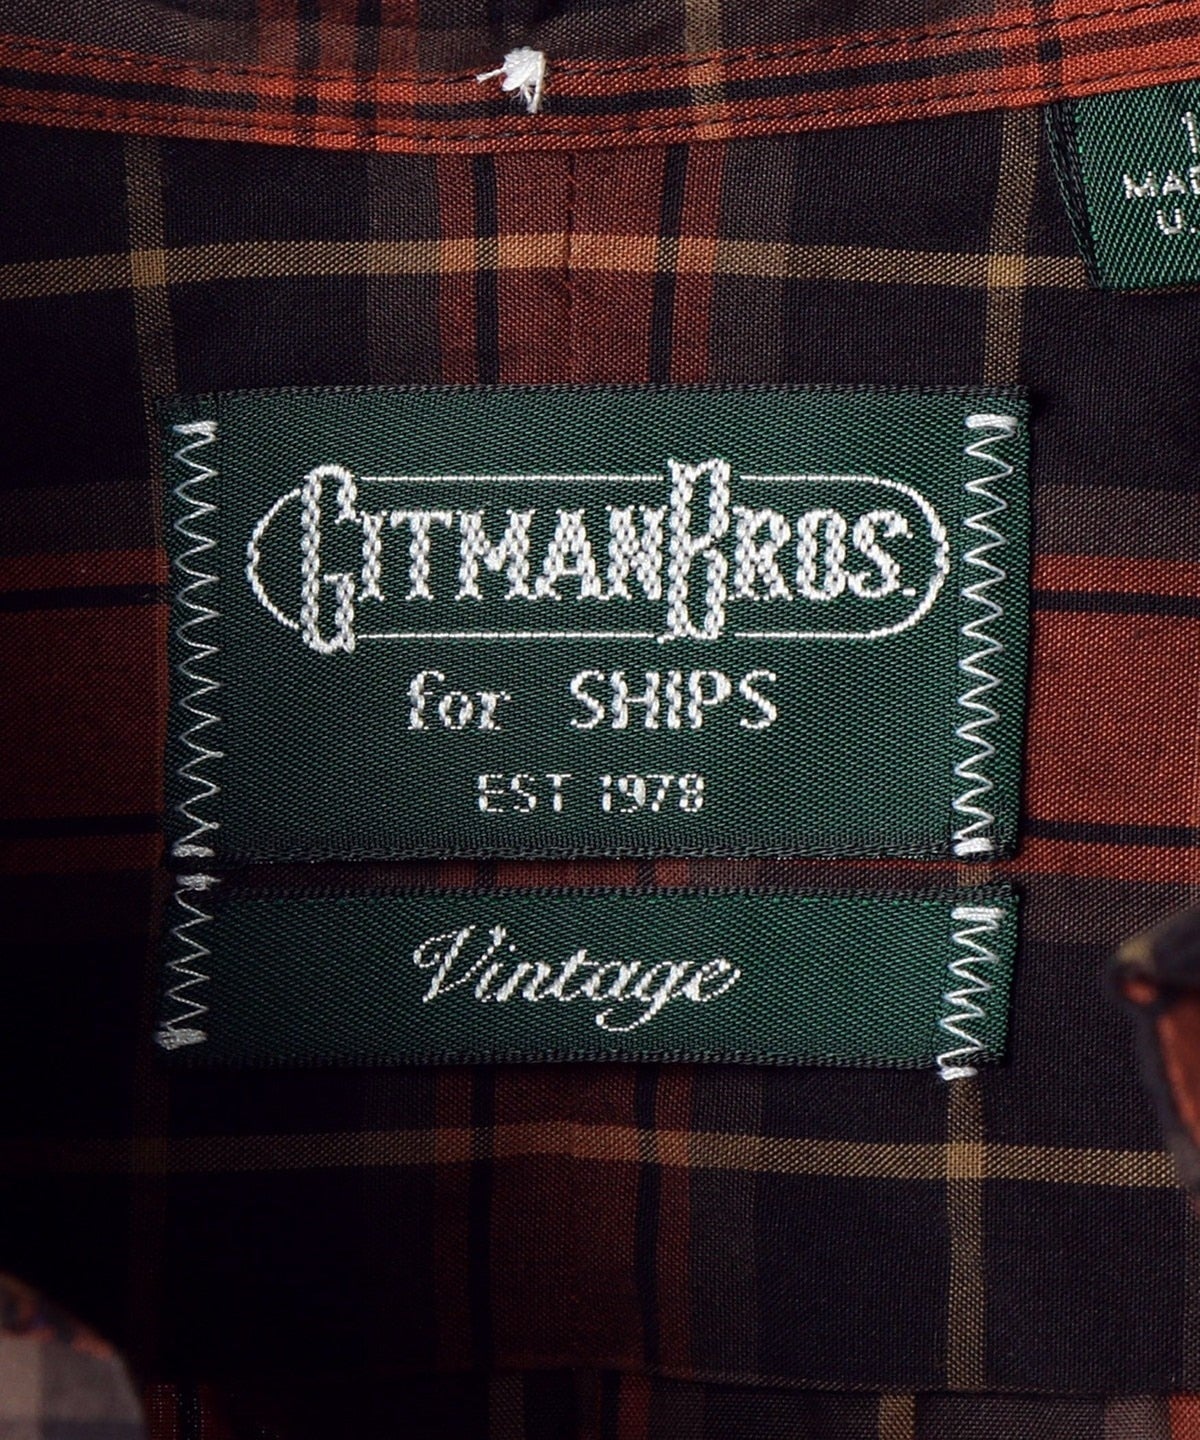 GITMAN BROS.
for SHIPS
EST 1978
Vintage